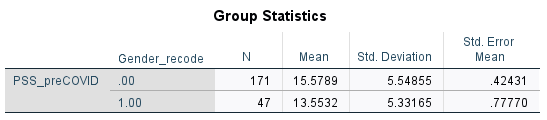 Group Statistics
Gender_recode N Mean Std. Deviation Std. Error Mean
PSS_preCOVID .00 171 15.5789 5.54855 .42431
1.00 47 13.5532 5.33165 .77770